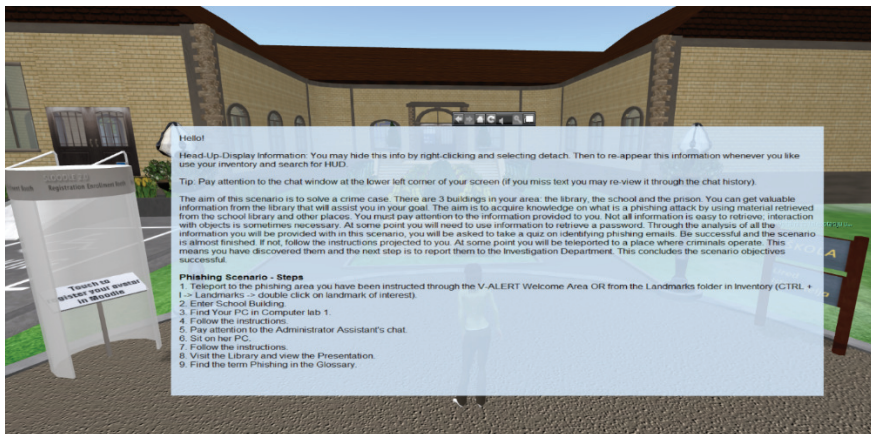 Hello!
Head-Up-Display Information: You may hide this info by right-clicking and selecting detach. Then to re-appear this information whenever you like
use your inventory and search for HUD.
Tip: Pay attention to the chat window at the lower left corner of your screen (if you miss text you may re-view it through the chat history).
The aim of this scenario is to solve a crime case. There are 3 buildings in your area: the library, the school and the prison. You can get valuable
information from the library that will assist you in your goal. The aim is to acquire knowledge on what is a phishing attack by using material retrieved
from the school library and other places. You must pay attention to the information provided to you. Not all information is easy to retrieve; interaction
with objects is sometimes necessary. At some point you will need to use information to retrieve a password. Through the analysis of all the
information you will be provided with in this scenario, you will be asked to take a quiz on identifying phishing emails. Be successful and the scenario
is almost finished. If not, follow the instructions projected to you. At some point you will be teleported to a place where criminals operate. This
means you have discovered them and the next step is to report them to the Investigation Department. This concludes the scenario objectives
successful.
Phishing Scenario - Steps
1. Teleport to the phishing area you have been instructed through the V-ALERT Welcome Area OR from the Landmarks folder in Inventory (CTRL +
I -> Landmarks -> double click on landmark of interest).
2. Enter School Building.
3. Find Your PC in Computer lab 1.
4. Follow the instructions.
5. Pay attention to the Administrator Assistant's chat.
6. Sit on her PC.
7. Follow the instructions.
8. Visit the Library and view the Presentation.
9. Find the term Phishing in the Glossary.
Registration Enrollment Booth
Touch to
register your avatar
in Moodle